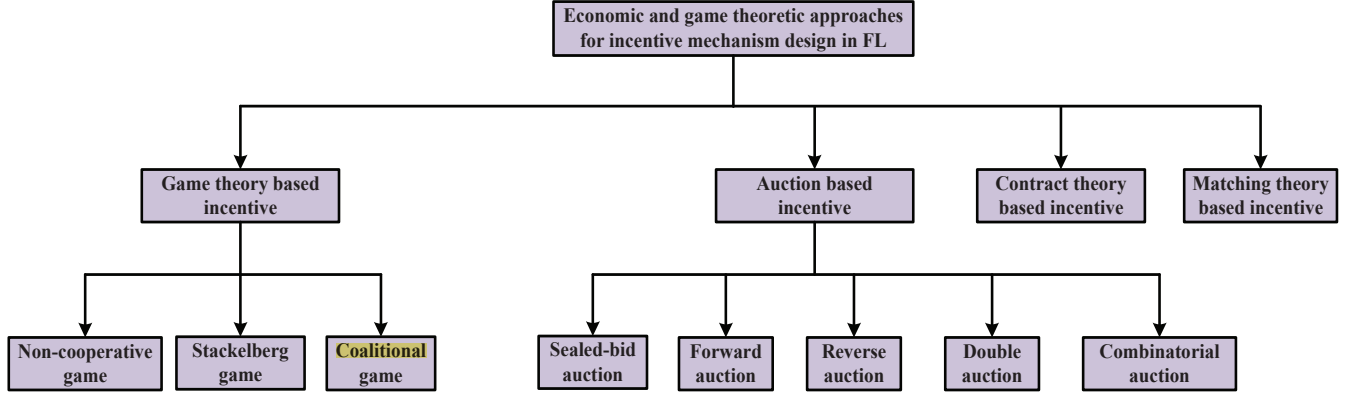 Economic and game theoretic approaches
for incentive mechanism design in FL
Game theory based
incentive
Auction based
incentive
Contract theory
based incentive
Matching theory
based incentive
Non-cooperative
game
Stackelberg
game
Coalitional
game
Sealed-bid
auction
Forward
auction
Reverse
auction
Double
auction
Combinatorial
auction